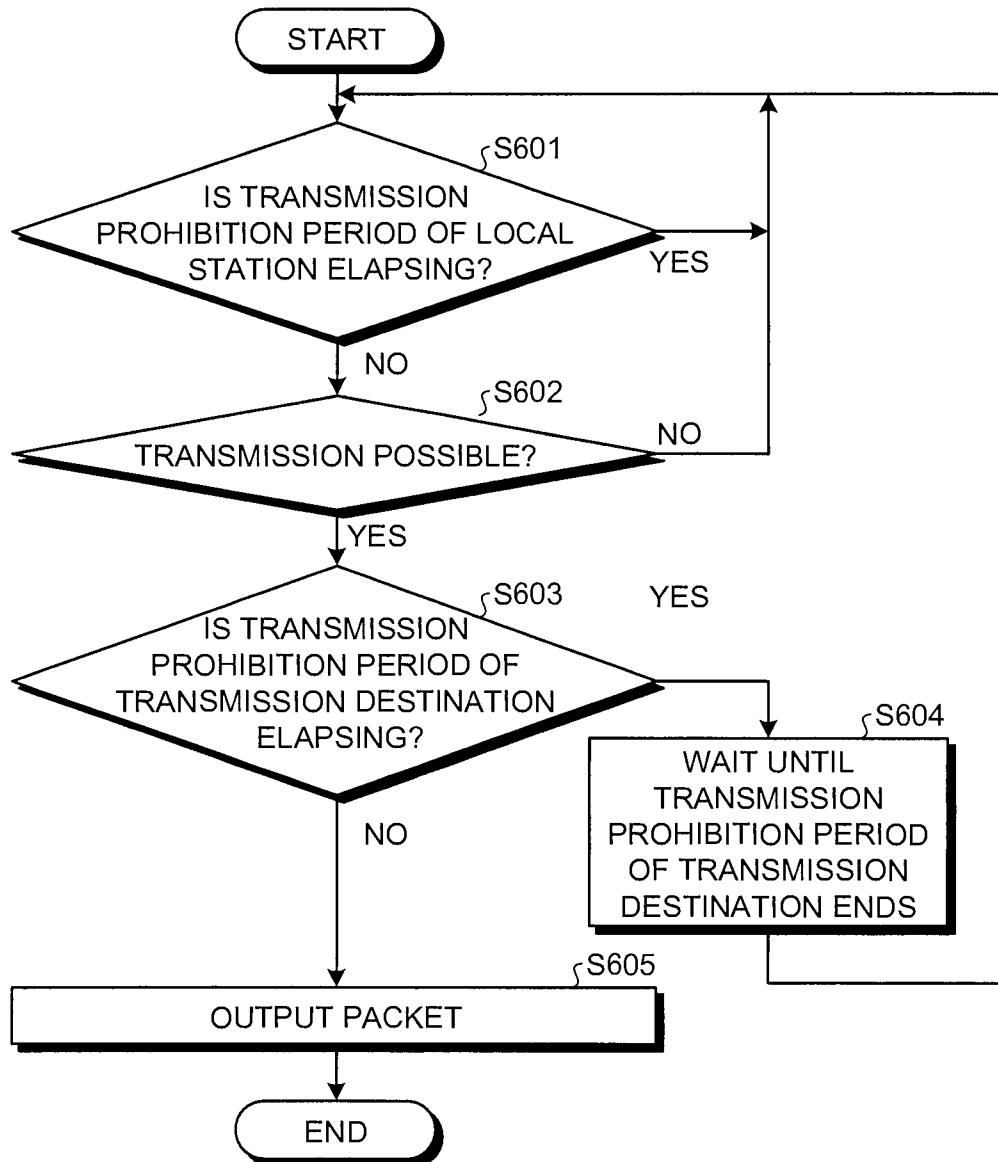 START
S601
IS TRANSMISSION
PROHIBITION PERIOD OF LOCAL
STATION ELAPSING?
YES
NO
S602
TRANSMISSION POSSIBLE?
NO
YES
S603
YES
IS TRANSMISSION
PROHIBITION PERIOD OF
TRANSMISSION DESTINATION
ELAPSING?
S604
WAIT UNTIL
TRANSMISSION
PROHIBITION PERIOD
OF TRANSMISSION
DESTINATION ENDS
NO
S605
OUTPUT PACKET
END